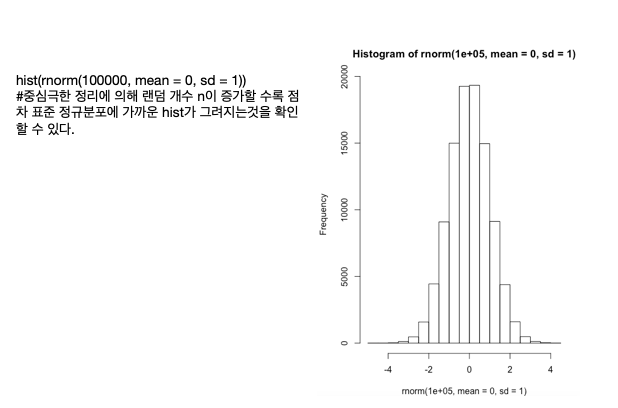 hist(rnorm(100000, mean = 0, sd = 1))
#중심극한 정리에 의해 랜덤 개수 n이 증가할 수록 점
차 표준 정규분포에 가까운 hist가 그려지는것을 확인
할 수 있다.
Histogram of rnorm(1e+05, mean = 0, sd = 1)
Frequency
20000
15000
10000
5000
0
-4 -2 0 2 4
rnorm(1e+05, mean = 0, sd = 1)